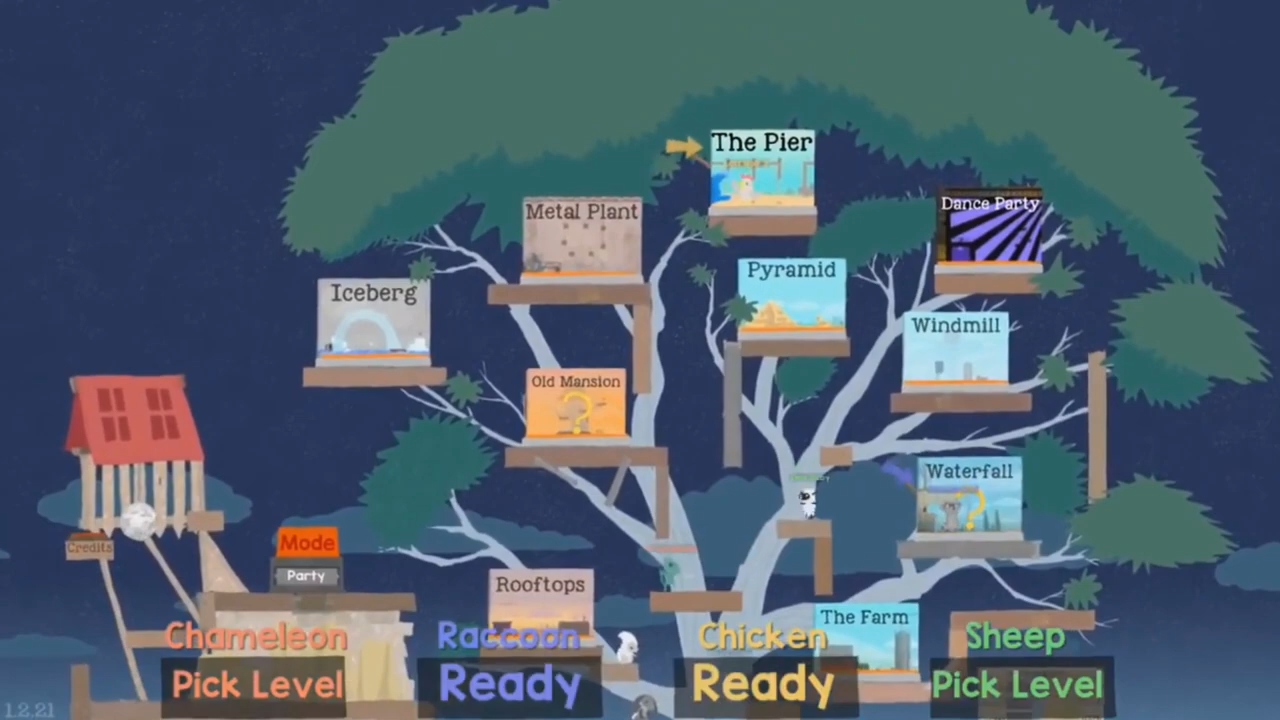 The Pier
Dance Party
Metal Plant
Pyramid
Iceberg
Windmill
Old Mansion
?
Waterfall
?
Credits
Mode
Party
Rooftops
The Farm
Chameleon
Raccoon
Chicken
Sheep
Pick Level
Ready
Ready
Pick Level
1.2.21